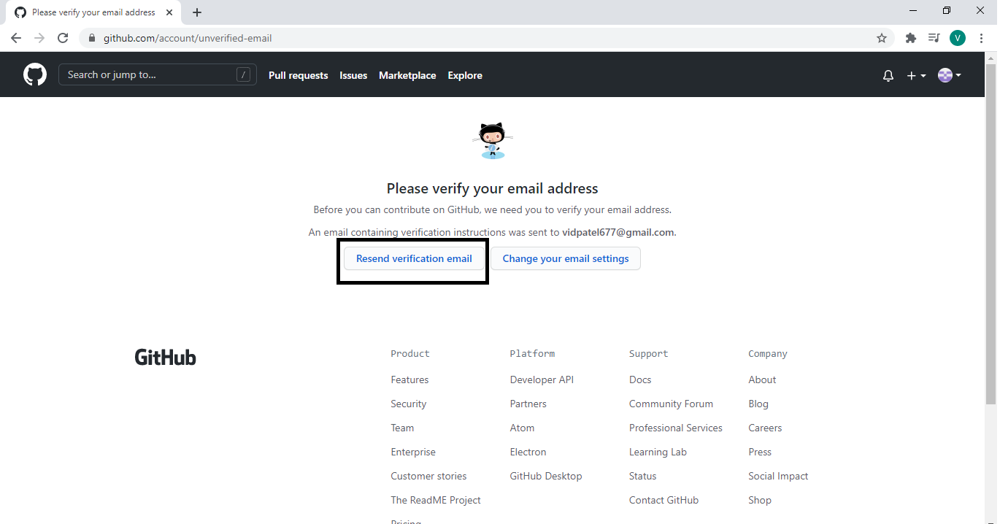 Please verify your email address
github.com/account/unverified-email
V
Search or jump to... /
Pull requests Issues Marketplace Explore
Please verify your email address
Before you can contribute on GitHub, we need you to verify your email address.
An email containing verification instructions was sent to vidpatel677@gmail.com.
Resend verification email Change your email settings
GitHub
Product Platform Support Company
Features Developer API Docs About
Security Partners Community Forum Blog
Team Atom Professional Services Careers
Enterprise Electron Learning Lab Press
Customer stories GitHub Desktop Status Social Impact
The ReadME Project Contact GitHub Shop
Pricing